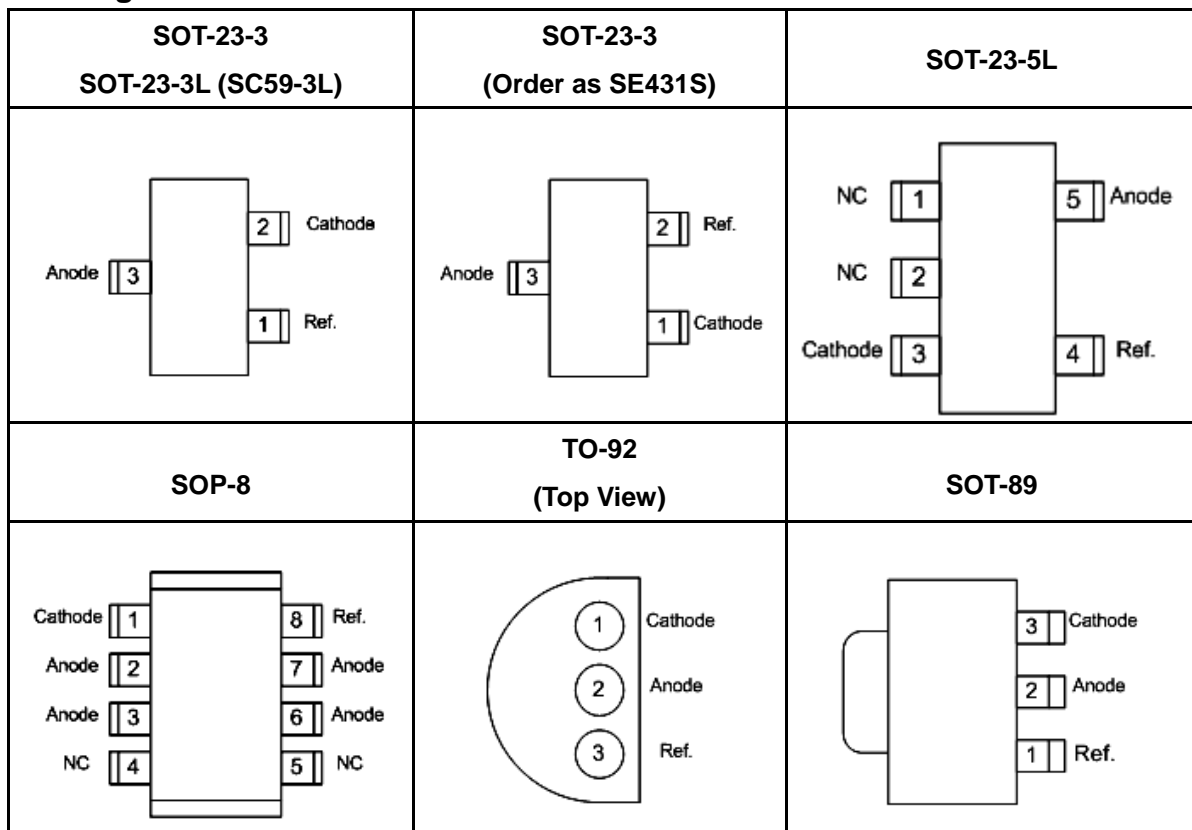 SOT-23-3
SOT-23-3L (SC59-3L)
SOT-23-3
(Order as SE431S)
SOT-23-5L
2 Cathode
Anode 3
1 Ref.
2 Ref.
Anode 3
1 Cathode
NC 1
5 Anode
NC 2
Cathode 3
4 Ref.
SOP-8
TO-92
(Top View)
SOT-89
Cathode 1
8 Ref.
Anode 2
7 Anode
Anode 3
6 Anode
NC 4
5 NC
1 Cathode
2 Anode
3 Ref.
3 Cathode
2 Anode
1 Ref.